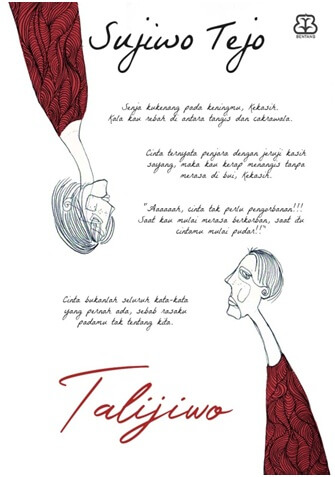 Sujiwo Tejo
BENTANG
Senja kukenang pada keningmu, Kekasih.
Kala kau rebah di antara tangis dan cakrawala.
Cinta ternyata penjara dengan jeruji kasih
sayang, maka kau kerap menangis tanpa
merasa di bui, Kekasih.
"Aaaaaah, cinta tak perlu pengorbanan!!!
Saat kau mulai merasa berkorban, saat itu
cintamu mulai pudar!!"
Cinta bukanlah seluruh kata-kata
yang pernah ada, sebab rasaku
padamu tak tentang kita.
Talijiwo